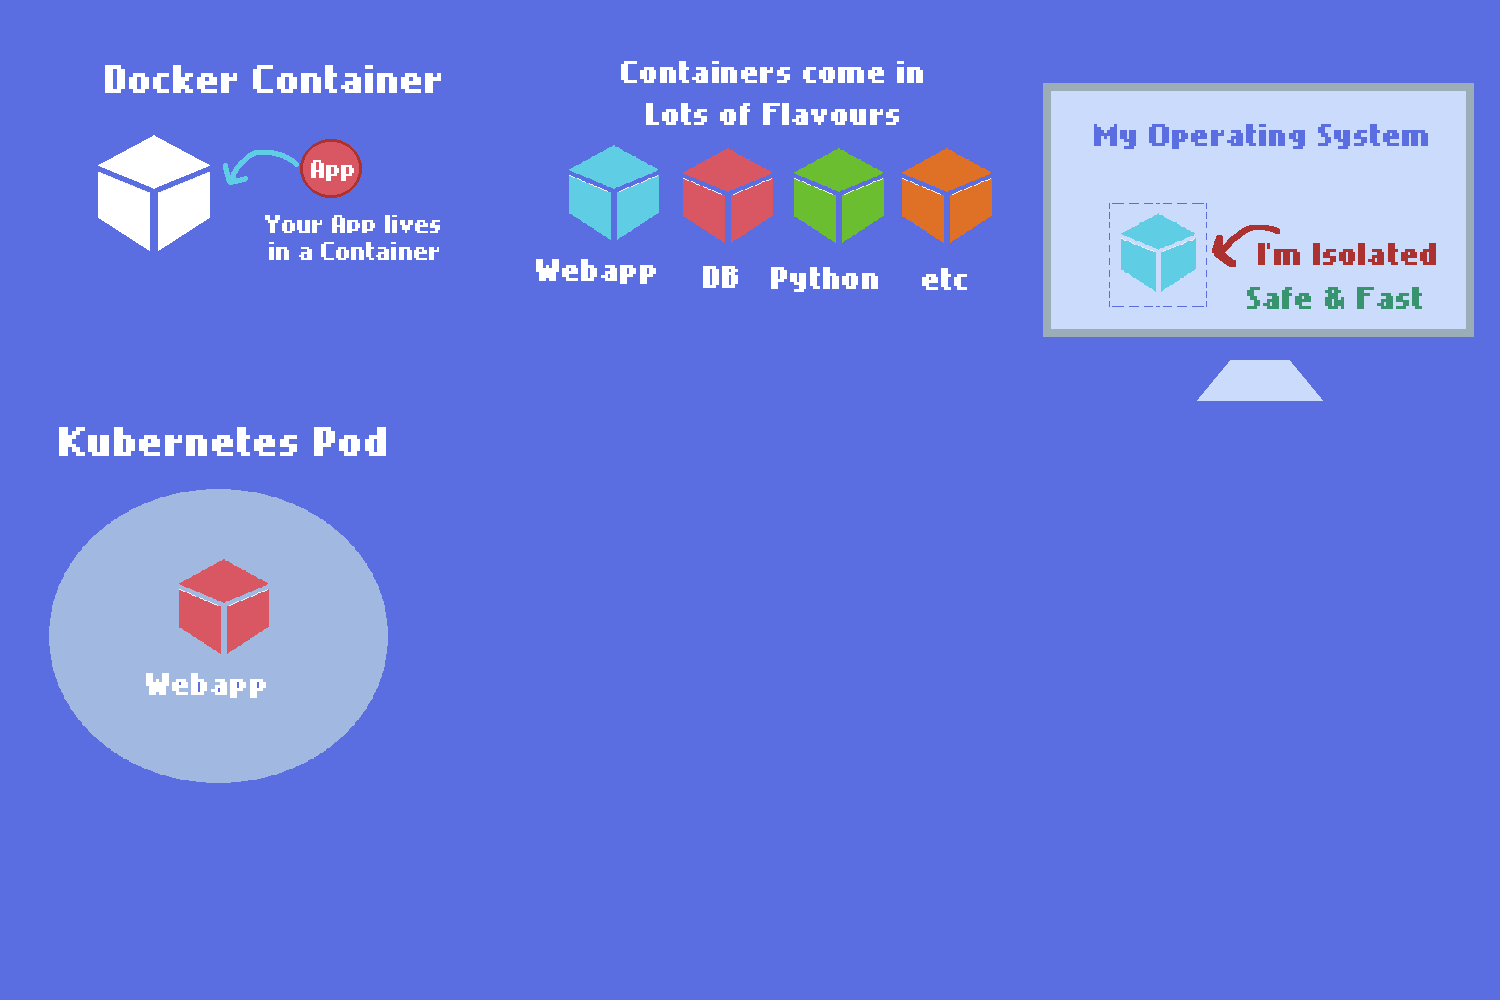 Docker Container
App
Your App lives
in a Container
Containers come in
Lots of Flavours
Webapp
DB
Python
etc
My Operating System
I'm Isolated
Safe & Fast
Kubernetes Pod
Webapp